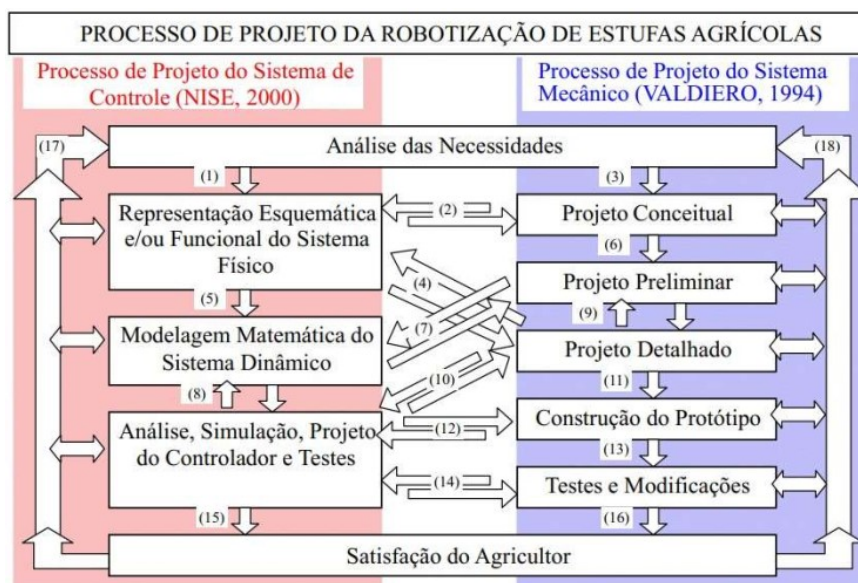 PROCESSO DE PROJETO DA ROBOTIZAÇÃO DE ESTUFAS AGRÍCOLAS
Processo de Projeto do Sistema de
Controle (NISE, 2000)
Processo de Projeto do Sistema
Mecânico (VALDIERO, 1994)
(17)
Análise das Necessidades
(18)
(1)
(3)
Representação Esquemática
e/ou Funcional do Sistema
Físico
(2)
Projeto Conceitual
(6)
(4)
Projeto Preliminar
(5)
(7)
(9)
Modelagem Matemática do
Sistema Dinâmico
Projeto Detalhado
(8)
(10)
(11)
Análise, Simulação, Projeto
do Controlador e Testes
(12)
Construção do Protótipo
(13)
(14)
Testes e Modificações
(15)
(16)
Satisfação do Agricultor